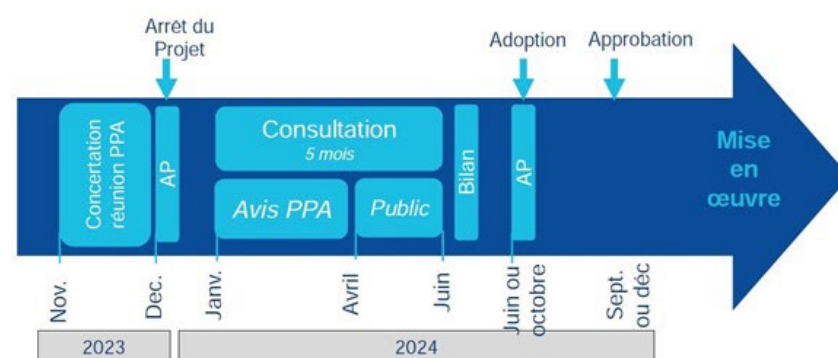 Arrêt du
Projet
Adoption
Approbation
Concertation
réunion PPA
AP
Consultation
5 mois
Avis PPA
Public
Bilan
AP
Mise
en
œuvre
Nov.
Dec.
Janv.
Avril
Juin
Juin ou
octobre
Sept.
ou déc
2023
2024